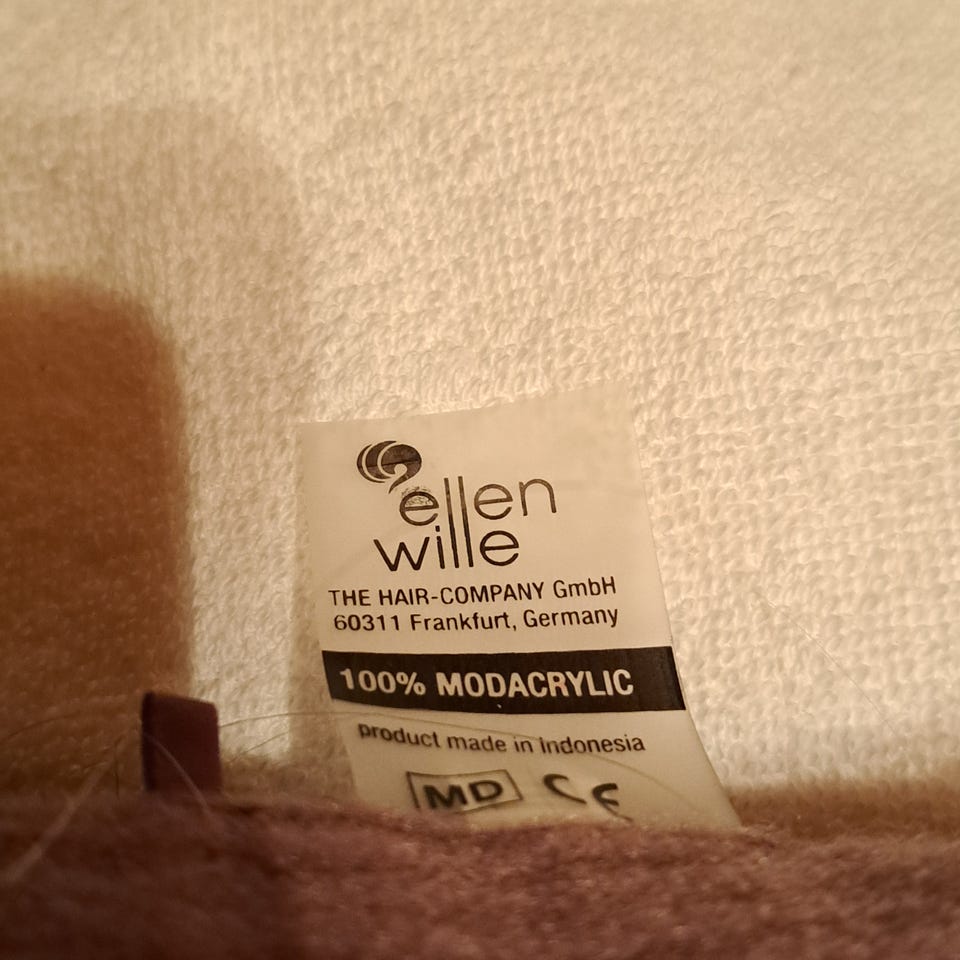 ellen
wille
THE HAIR-COMPANY GmbH
60311 Frankfurt, Germany
100% MODACRYLIC
product made in Indonesia
MD CE